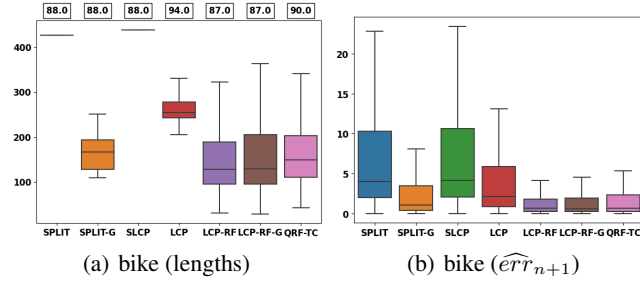 88.0 88.0 88.0 94.0 87.0 87.0 90.0
400
300
200
100
SPLIT SPLIT-G SLCP LCP LCP-RF LCP-RF-G QRF-TC
(a) bike (lengths)
25
20
15
10
5
0
SPLIT SPLIT-G SLCP LCP LCP-RF LCP-RF-G QRF-TC
(b) bike ($\widehat{err}_{n+1}$)